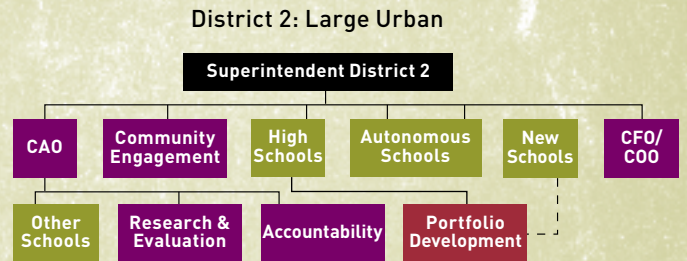 District 2: Large Urban
Superintendent District 2
CAO
Community
Engagement
High
Schools
Autonomous
Schools
New
Schools
CFO/
COO
Other
Schools
Research &
Evaluation
Accountability
Portfolio
Development